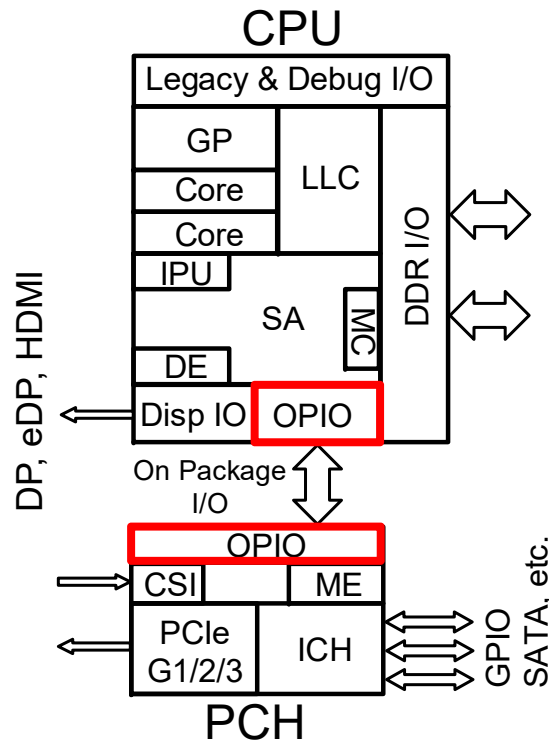 CPU
Legacy & Debug I/O
GP
Core
Core
LLC
DDR I/O
IPU
SA
MC
DE
Disp IO
OPIO
DP, eDP, HDMI
On Package
I/O
OPIO
CSI
ME
PCIe
G1/2/3
ICH
GPIO
SATA, etc.
PCH